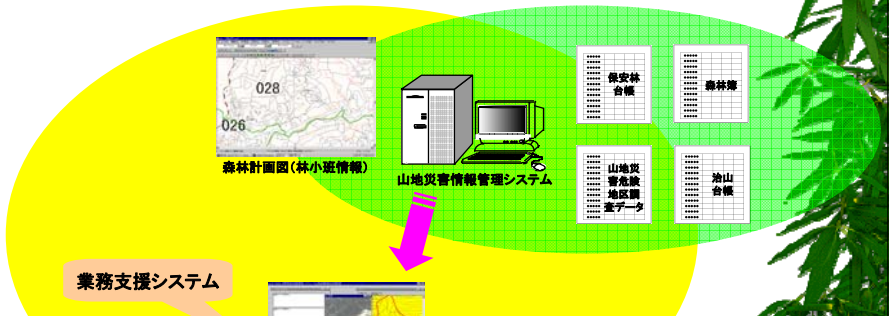 028
026
森林計画図(林小班情報)
山地災害情報管理システム
保安林
台帳
森林簿
山地災
害危険
地区調
査データ
治山
台帳
業務支援システム